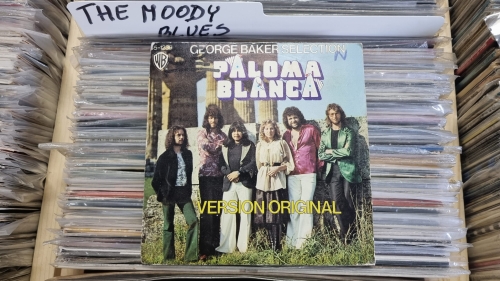 THE MOODY
BLUES
GEORGE BAKER SELECTION
N
PALOMA
BLANCA
VERSION ORIGINAL